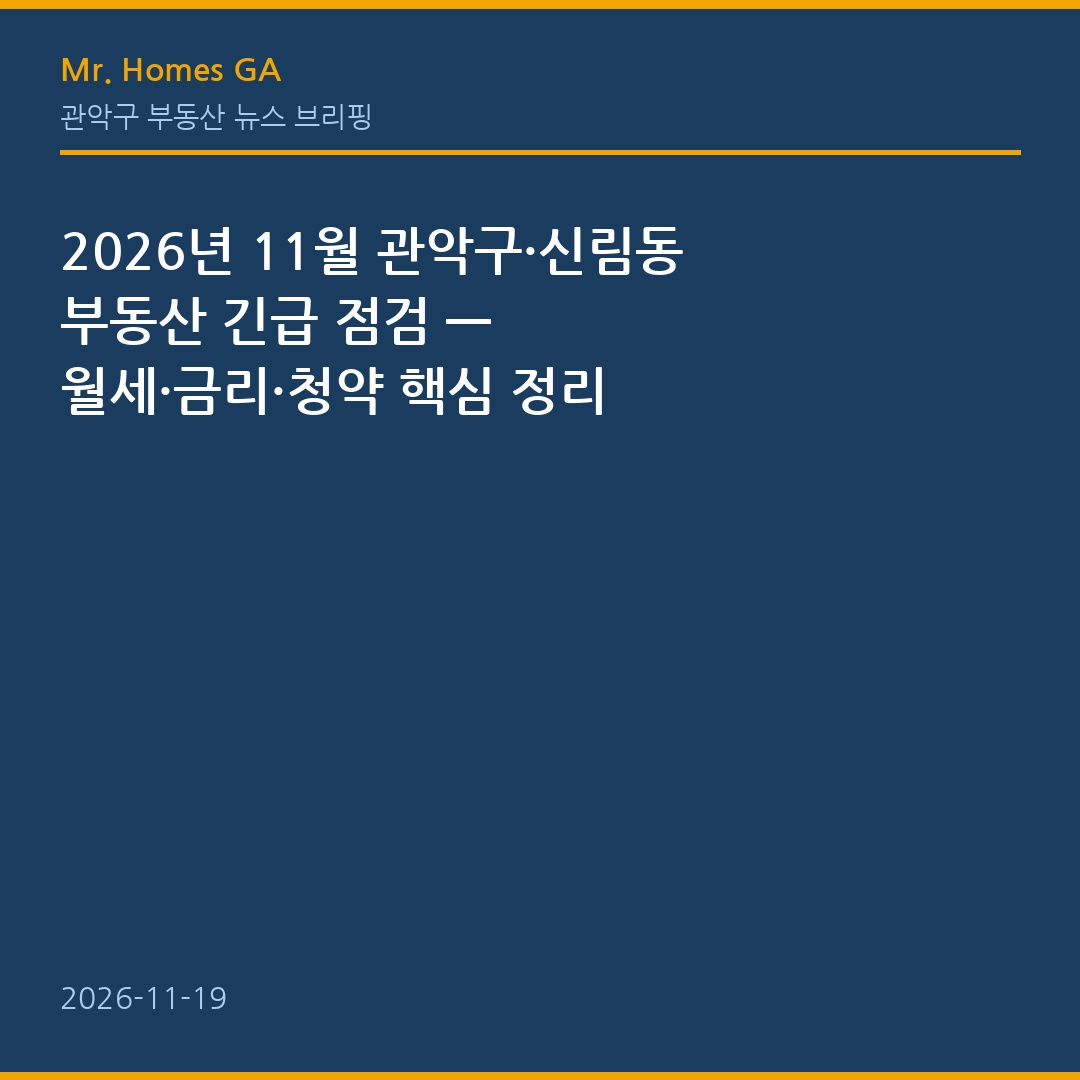 Mr. Homes GA
관악구 부동산 뉴스 브리핑
2026년 11월 관악구·신림동
부동산 긴급 점검 —
월세·금리·청약 핵심 정리
2026-11-19